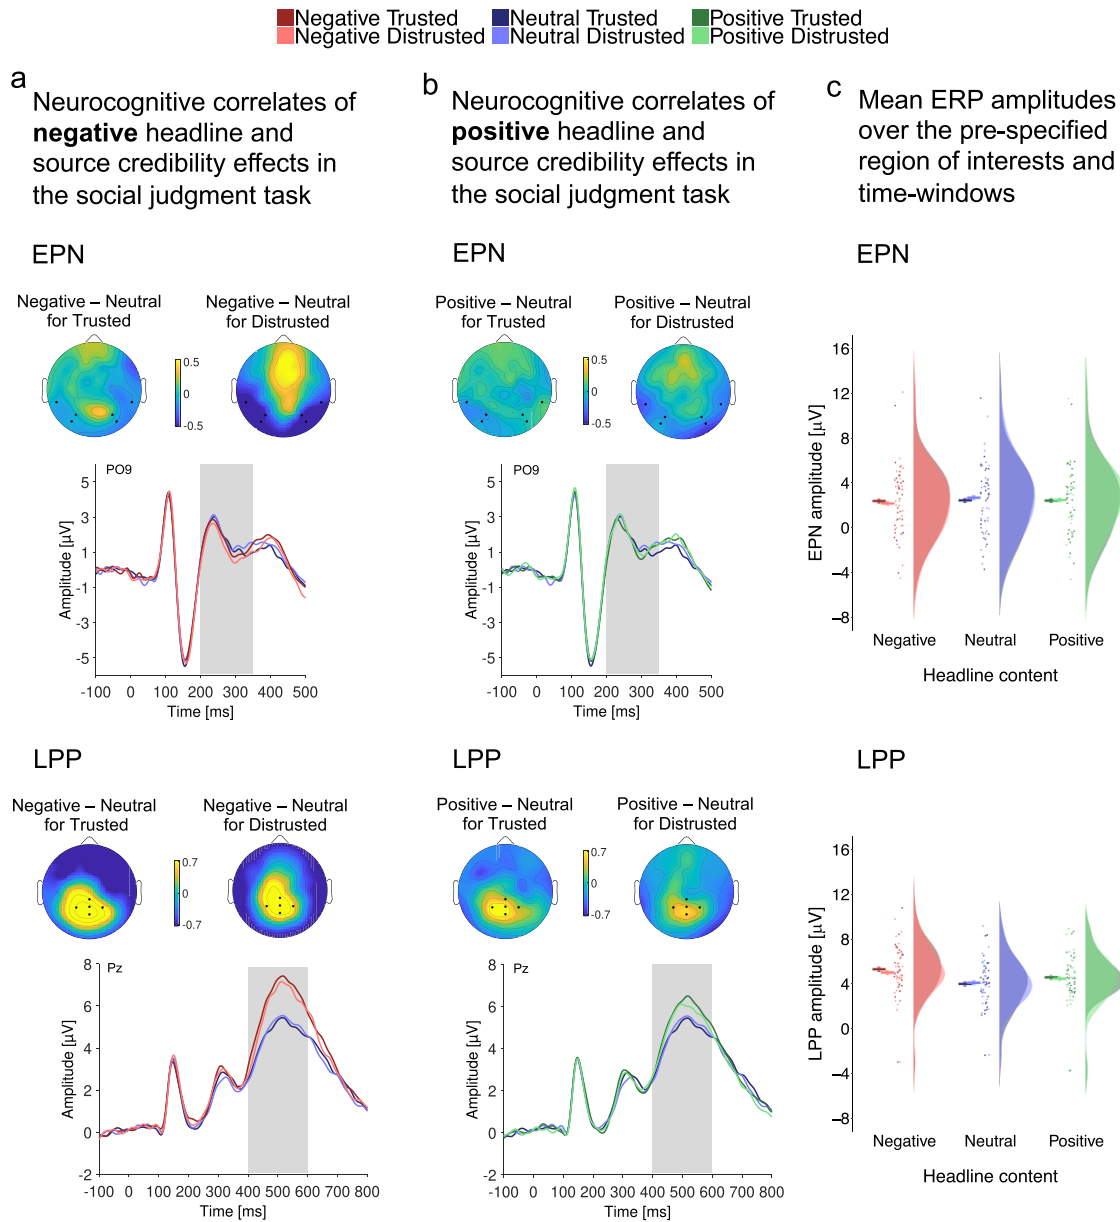 Negative Trusted
Neutral Trusted
Positive Trusted
Negative Distrusted
Neutral Distrusted
Positive Distrusted
a
Neurocognitive correlates of
negative headline and
source credibility effects in
the social judgment task
EPN
Negative – Neutral
for Trusted
Negative – Neutral
for Distrusted
0.5
0
-0.5
PO9
5
3
1
-1
-5
Amplitude [µV]
-100 0 100 200 300 400 500
Time [ms]
LPP
Negative – Neutral
for Trusted
Negative – Neutral
for Distrusted
0.7
0
-0.7
Pz
8
6
4
2
0
-2
Amplitude [µV]
-100 0 100 200 300 400 500 600 700 800
Time [ms]
b
Neurocognitive correlates of
positive headline and
source credibility effects in
the social judgment task
EPN
Positive – Neutral
for Trusted
Positive – Neutral
for Distrusted
0.5
0
-0.5
PO9
5
3
1
-1
-5
Amplitude [µV]
-100 0 100 200 300 400 500
Time [ms]
LPP
Positive – Neutral
for Trusted
Positive – Neutral
for Distrusted
0.7
0
-0.7
Pz
8
6
4
2
0
-2
Amplitude [µV]
-100 0 100 200 300 400 500 600 700 800
Time [ms]
c
Mean ERP amplitudes
over the pre-specified
region of interests and
time-windows
EPN
16
12
8
4
0
–4
–8
EPN amplitude [µV]
Negative Neutral Positive
Headline content
LPP
16
12
8
4
0
–4
–8
LPP amplitude [µV]
Negative Neutral Positive
Headline content